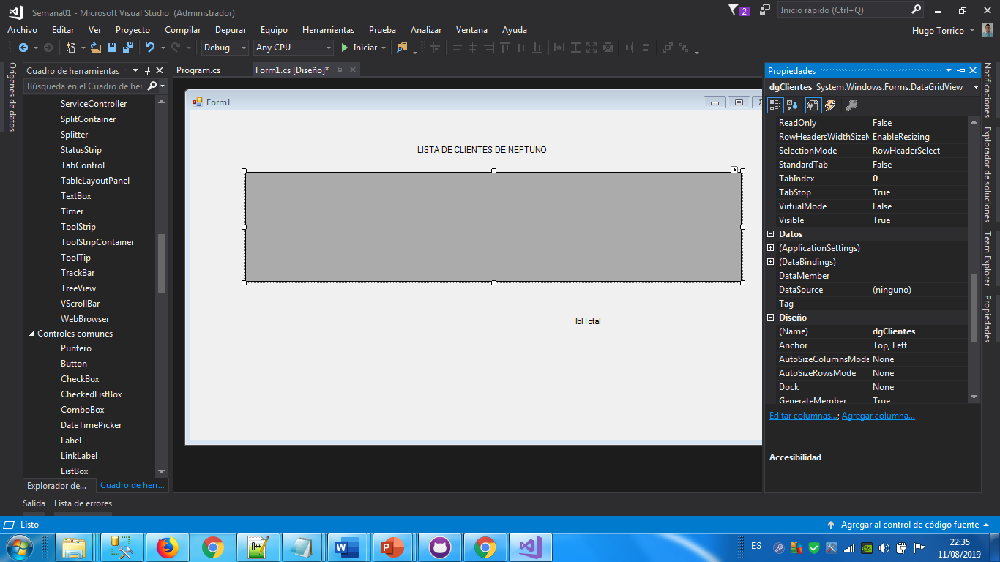 Semana01 - Microsoft Visual Studio (Administrador)
2
Inicio rápido (Ctrl+Q)
Archivo Editar Ver Proyecto Compilar Depurar Equipo Herramientas Prueba Analizar Ventana Ayuda
Hugo Torrico
Debug Any CPU Iniciar
Orígenes de datos
Cuadro de herramientas
Búsqueda en el Cuadro de her
ServiceController
SplitContainer
Splitter
StatusStrip
TabControl
TableLayoutPanel
TextBox
Timer
ToolStrip
ToolStripContainer
ToolTip
TrackBar
TreeView
VScrollBar
WebBrowser
Controles comunes
Puntero
Button
CheckBox
CheckedListBox
ComboBox
DateTimePicker
Label
LinkLabel
ListBox
Explorador de... Cuadro de herr...
Program.cs Form1.cs [Diseño]*
Form1
LISTA DE CLIENTES DE NEPTUNO
lblTotal
Propiedades
dgClientes System.Windows.Forms.DataGridView
ReadOnly False
RowHeadersWidthSizeM EnableResizing
SelectionMode RowHeaderSelect
StandardTab False
TabIndex 0
TabStop True
VirtualMode False
Visible True
Datos
(ApplicationSettings)
(DataBindings)
DataMember
DataSource (ninguno)
Tag
Diseño
(Name) dgClientes
Anchor Top, Left
AutoSizeColumnsMode None
AutoSizeRowsMode None
Dock None
GenerateMember True
Editar columnas...; Agregar columna...
Accesibilidad
Notificaciones
Explorador de soluciones
Team Explorer
Propiedades
Salida Lista de errores
Listo
Agregar al control de código fuente
ES
22:35
11/08/2019